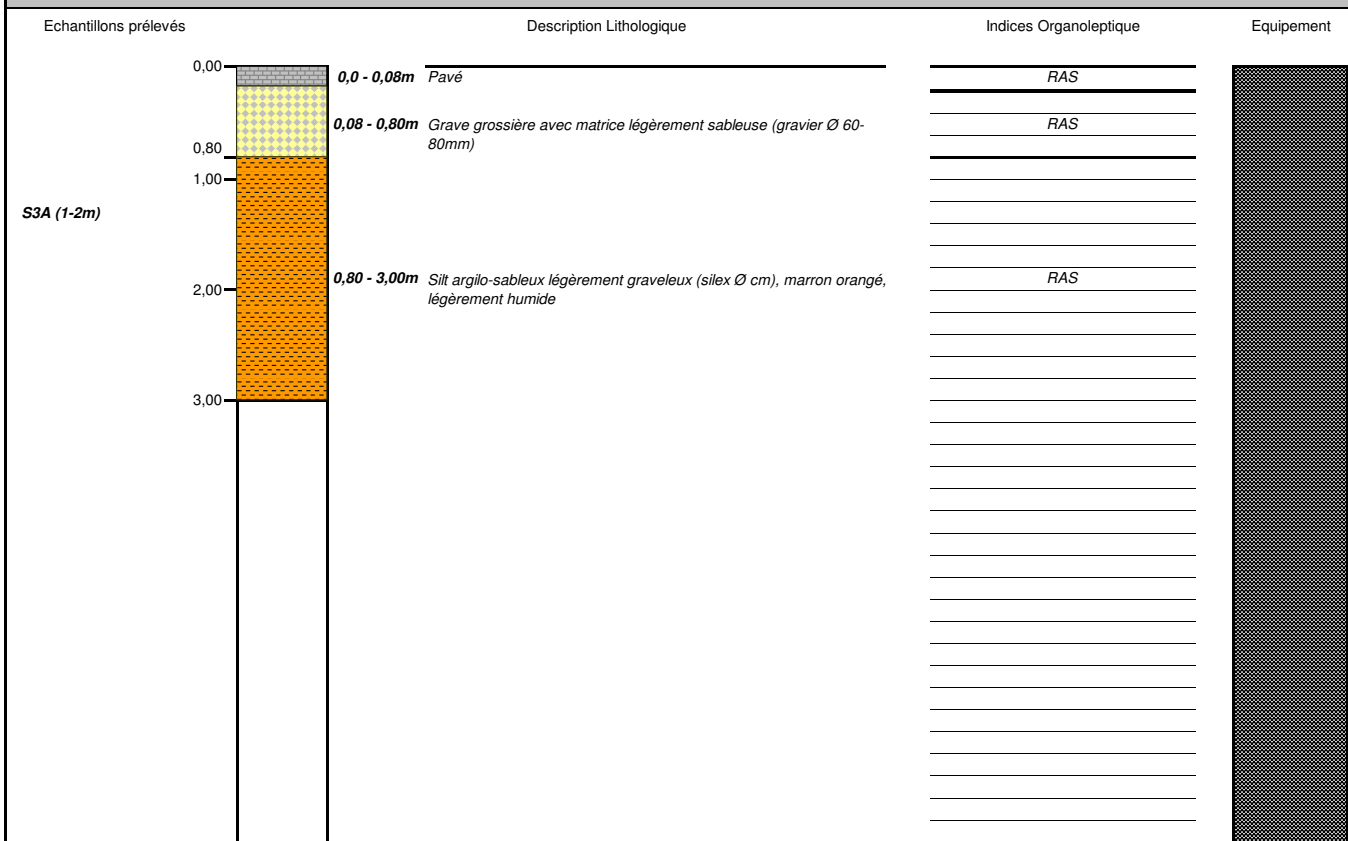 Echantillons prélevés
Description Lithologique
Indices Organoleptique
Equipement
0,00
0,0 - 0,08m Pavé
RAS
0,08 - 0,80m Grave grossière avec matrice légèrement sableuse (gravier Ø 60-
80mm)
RAS
0,80
1,00
S3A (1-2m)
0,80 - 3,00m Silt argilo-sableux légèrement graveleux (silex Ø cm), marron orangé,
légèrement humide
RAS
2,00
3,00